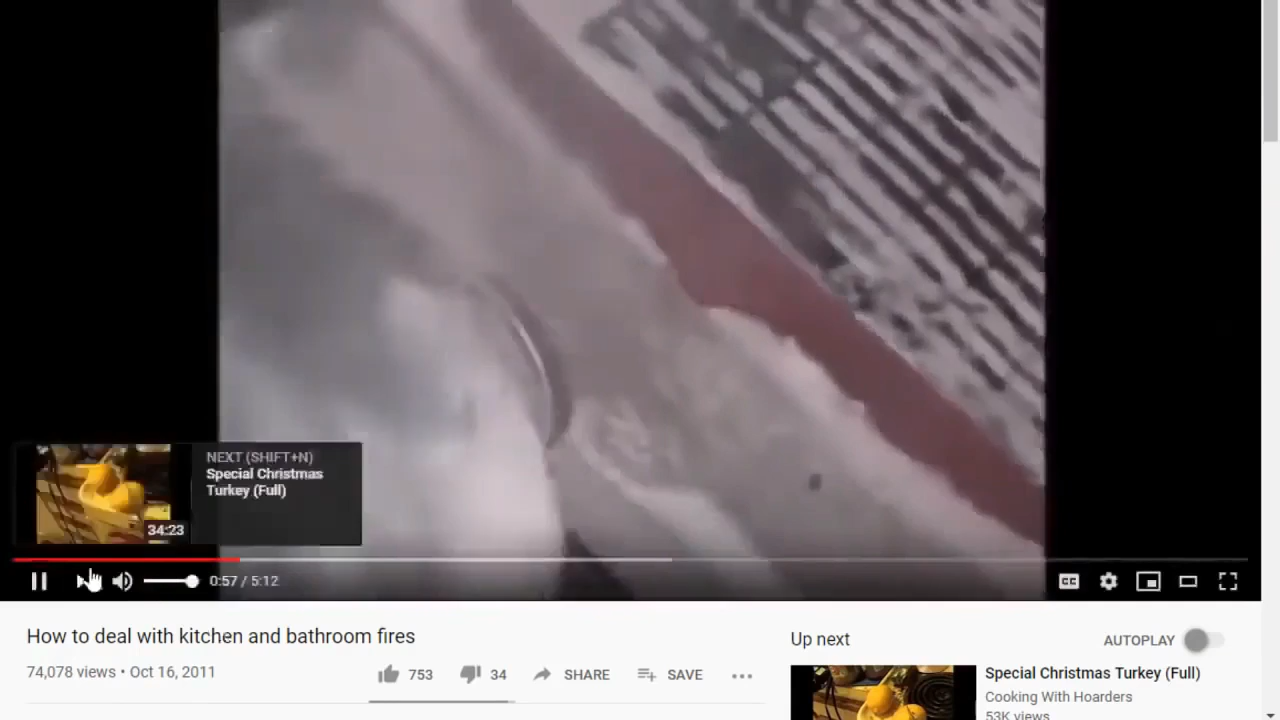 NEXT (SHIFT+N)
Special Christmas
Turkey (Full)
34:23
0:57 / 5:12
CC
How to deal with kitchen and bathroom fires
74,078 views • Oct 16, 2011
753
34
SHARE
SAVE
Up next
AUTOPLAY
Special Christmas Turkey (Full)
Cooking With Hoarders
53K views